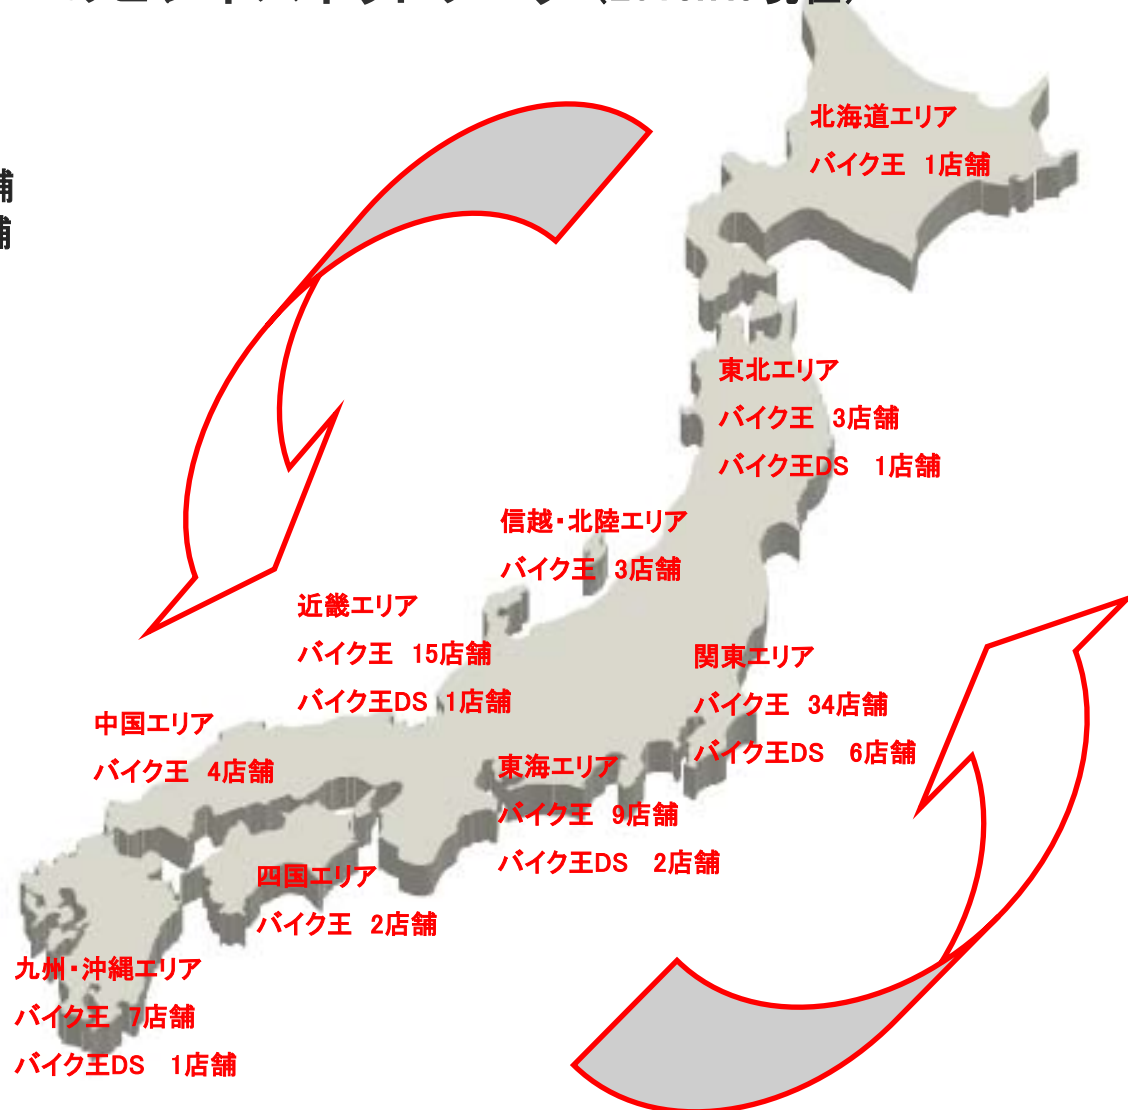 舗
舗
北海道エリア
バイク王 1店舗
東北エリア
バイク王 3店舗
バイク王DS 1店舗
信越・北陸エリア
バイク王 3店舗
近畿エリア
バイク王 15店舗
バイク王DS 1店舗
関東エリア
バイク王 34店舗
バイク王DS 6店舗
中国エリア
バイク王 4店舗
東海エリア
バイク王 9店舗
バイク王DS 2店舗
四国エリア
バイク王 2店舗
九州・沖縄エリア
バイク王 7店舗
バイク王DS 1店舗